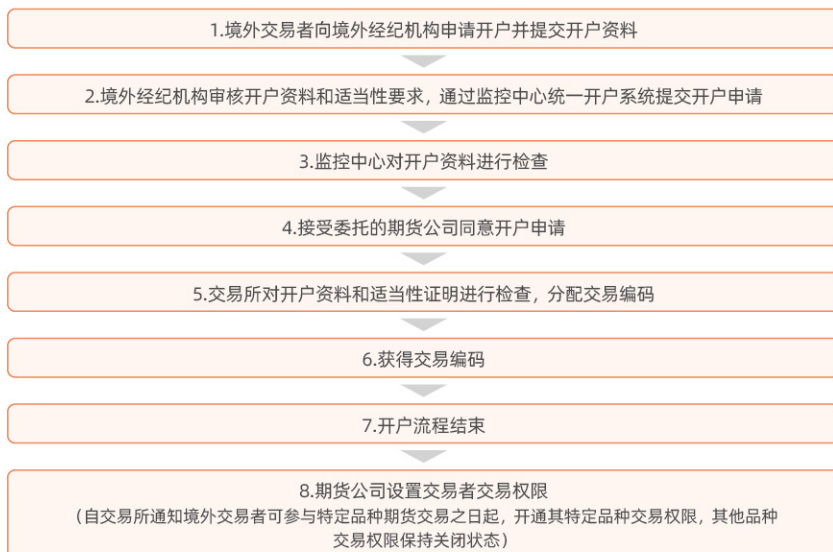 1.境外交易者向境外经纪机构申请开户并提交开户资料
2.境外经纪机构审核开户资料和适当性要求，通过监控中心统一开户系统提交开户申请
3.监控中心对开户资料进行检查
4.接受委托的期货公司同意开户申请
5.交易所对开户资料和适当性证明进行检查，分配交易编码
6.获得交易编码
7.开户流程结束
8.期货公司设置交易者交易权限
（自交易所通知境外交易者可参与特定品种期货交易之日起，开通其特定品种交易权限，其他品种
交易权限保持关闭状态）